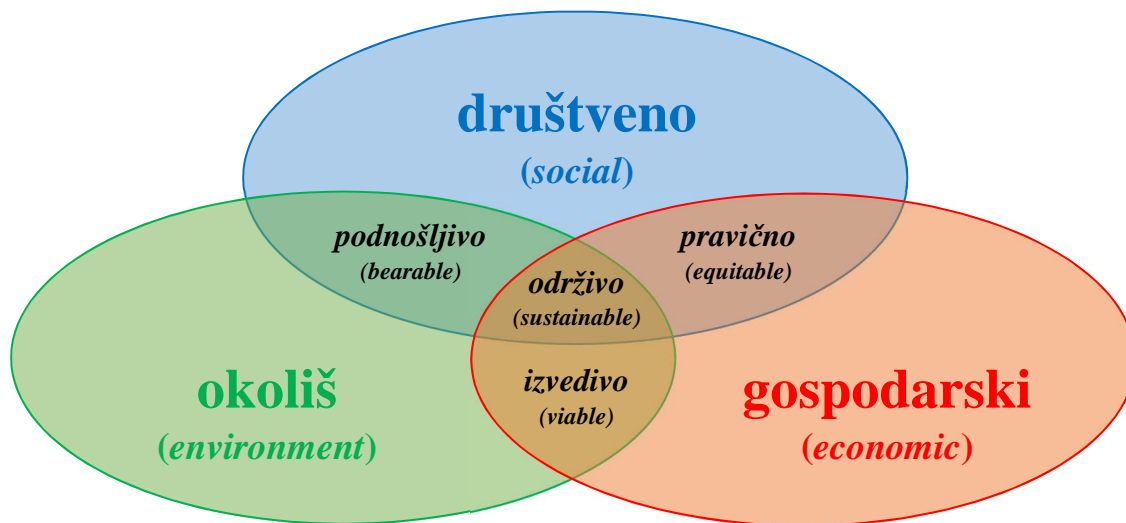 društveno
(social)
podnošljivo
(bearable)
pravično
(equitable)
održivo
(sustainable)
okoliš
(environment)
izvedivo
(viable)
gospodarski
(economic)